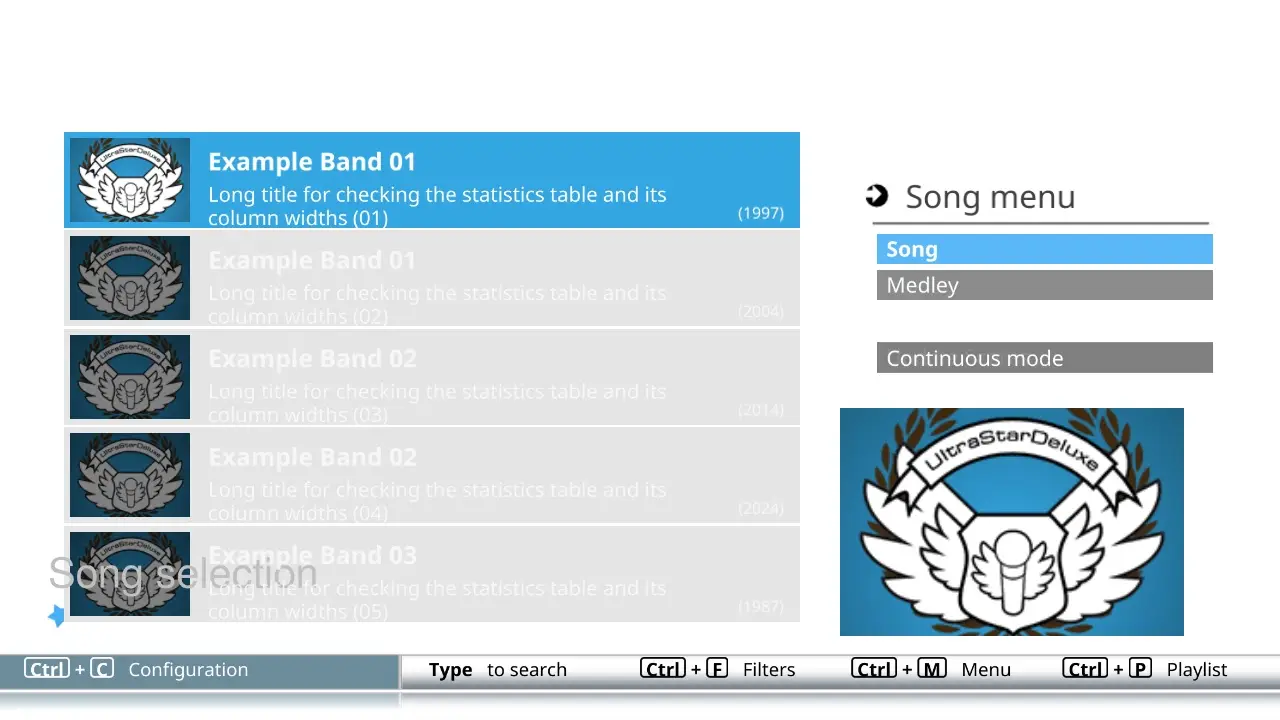 UltraStarDeluxe
Example Band 01
Long title for checking the statistics table and its
column widths (01)
(1997)
UltraStarDeluxe
Example Band 01
Long title for checking the statistics table and its
column widths (02)
(2004)
UltraStarDeluxe
Example Band 02
Long title for checking the statistics table and its
column widths (03)
(2014)
UltraStarDeluxe
Example Band 02
Long title for checking the statistics table and its
column widths (04)
(2024)
UltraStarDeluxe
Example Band 03
Long title for checking the statistics table and its
column widths (05)
(1987)
Song selection
Song menu
Song
Medley
Continuous mode
UltraStarDeluxe
Ctrl + C Configuration
Type to search
Ctrl + F Filters
Ctrl + M Menu
Ctrl + P Playlist